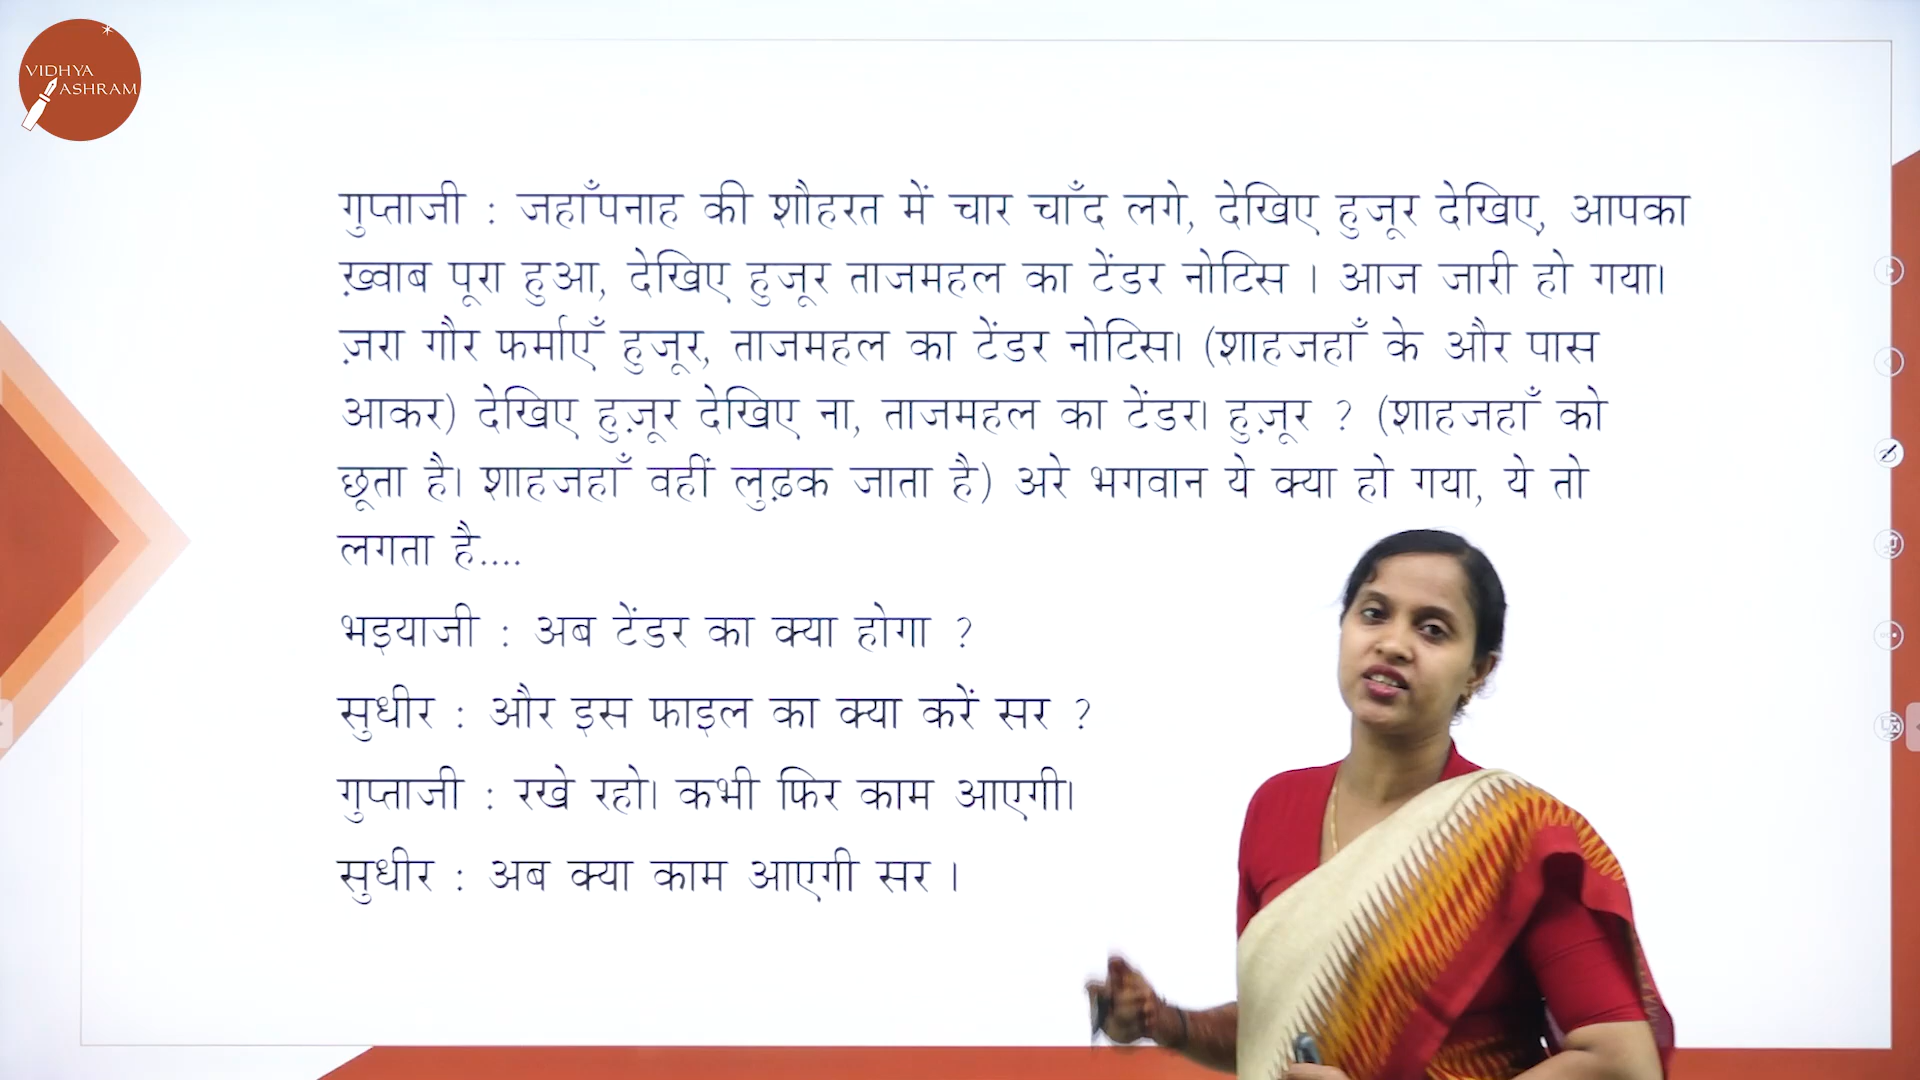 VIDHYA
ASHRAM
गुप्ताजी : जहाँपनाह की शौहरत में चार चाँद लगे, देखिए हुजूर देखिए, आपका
ख़्वाब पूरा हुआ, देखिए हुजूर ताजमहल का टेंडर नोटिस । आज जारी हो गया।
ज़रा गौर फर्माएँ हुजूर, ताजमहल का टेंडर नोटिस। (शाहजहाँ के और पास
आकर) देखिए हुज़ूर देखिए ना, ताजमहल का टेंडर। हुज़ूर ? (शाहजहाँ को
छूता है। शाहजहाँ वहीं लुढ़क जाता है) अरे भगवान ये क्या हो गया, ये तो
लगता है....
भइयाजी : अब टेंडर का क्या होगा ?
सुधीर : और इस फाइल का क्या करें सर ?
गुप्ताजी : रखे रहो। कभी फिर काम आएगी।
सुधीर : अब क्या काम आएगी सर ।